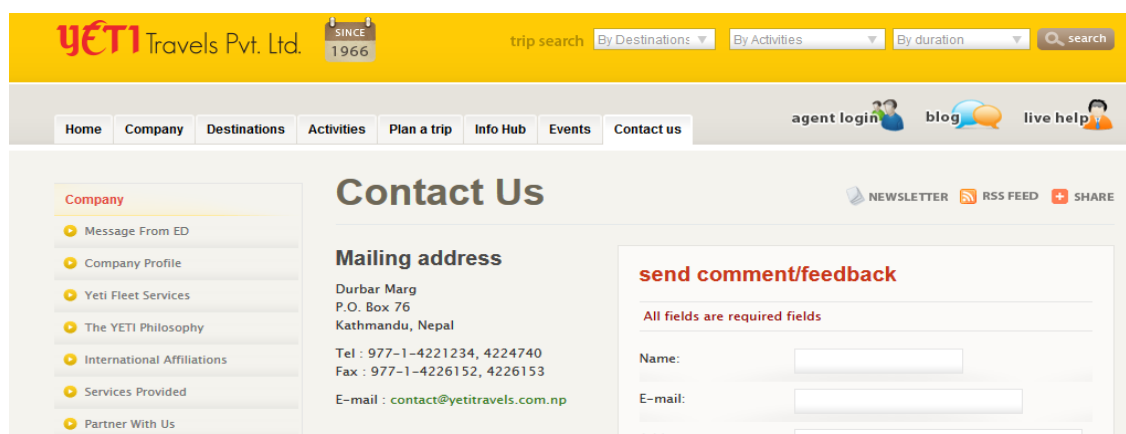 YETI Travels Pvt. Ltd.
SINCE
1966
trip search By Destinations By Activities By duration search
agent login blog live help
Home Company Destinations Activities Plan a trip Info Hub Events Contact us
Contact Us
NEWSLETTER RSS FEED SHARE
Company
Message From ED
Company Profile
Yeti Fleet Services
The YETI Philosophy
International Affiliations
Services Provided
Partner With Us
Mailing address
Durbar Marg
P.O. Box 76
Kathmandu, Nepal
Tel : 977-1-4221234, 4224740
Fax : 977-1-4226152, 4226153
E-mail : contact@yetitravels.com.np
send comment/feedback
All fields are required fields
Name:
E-mail: